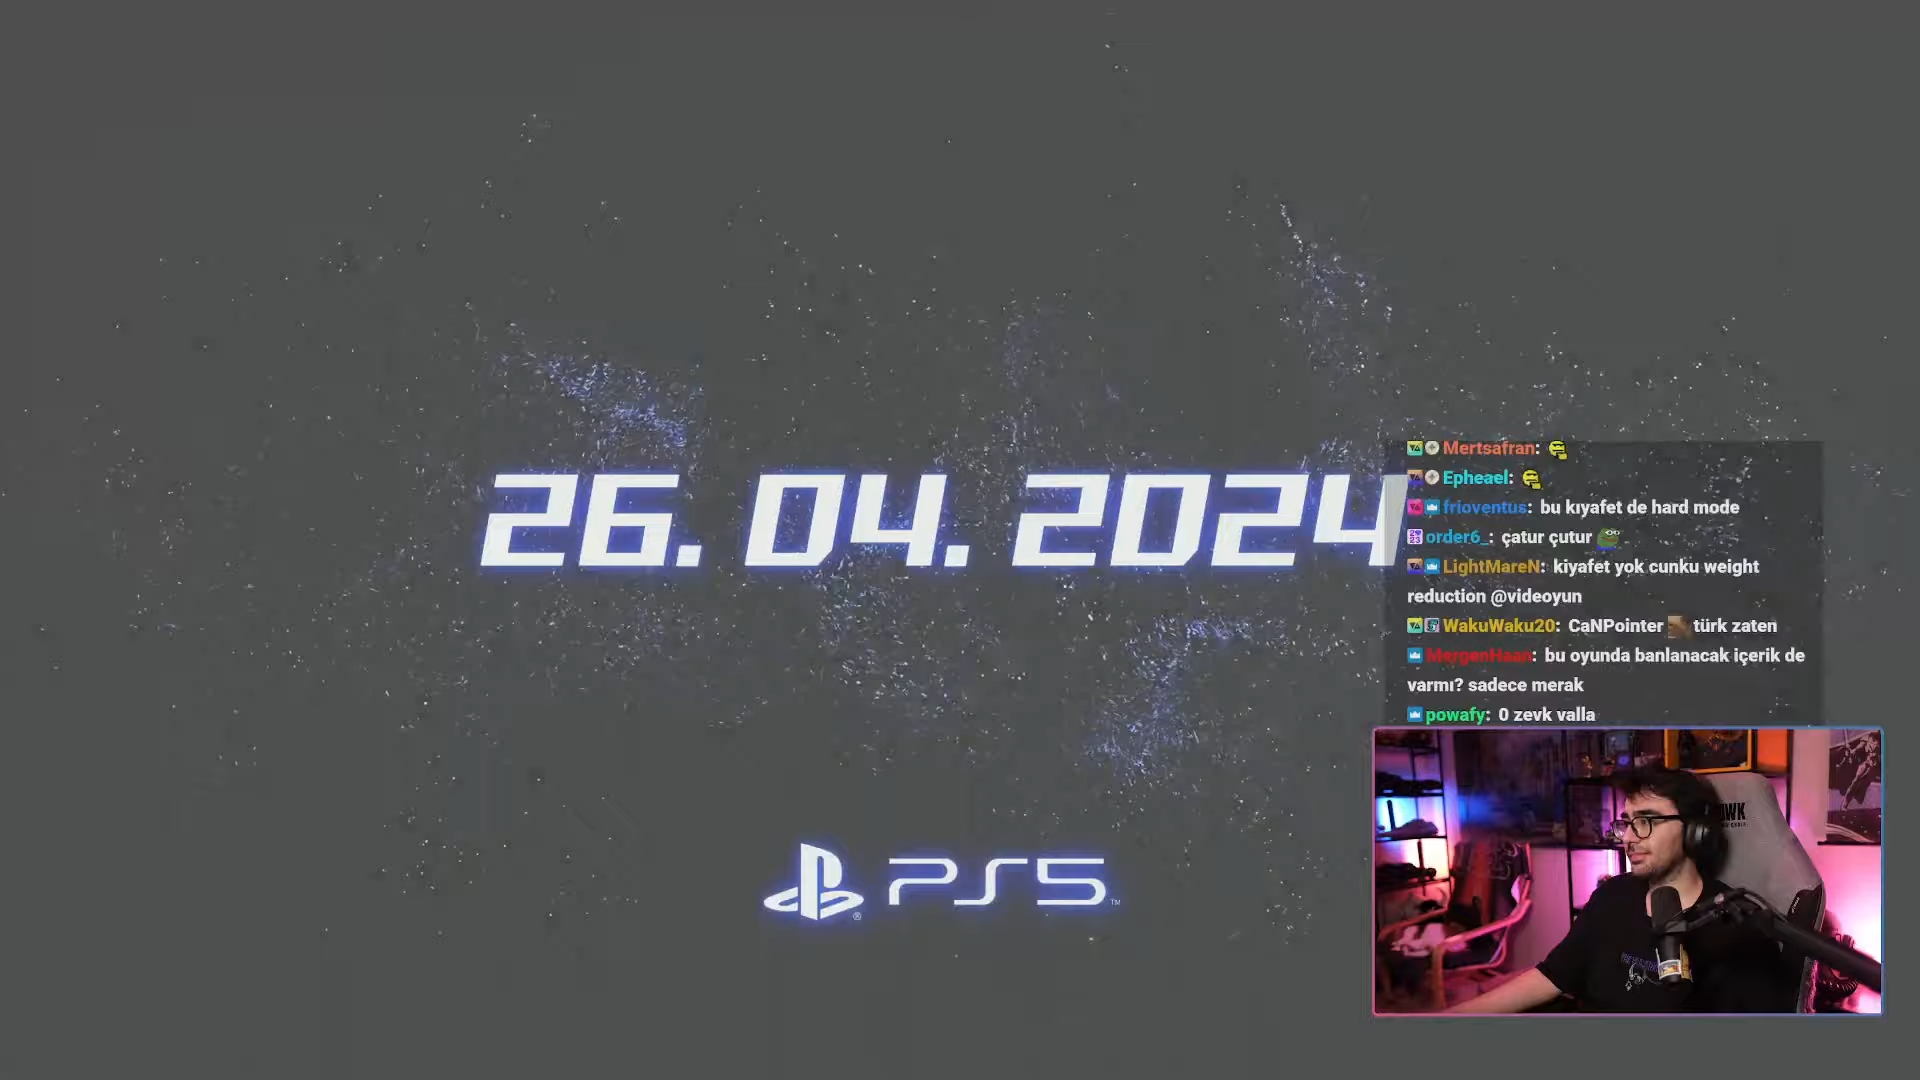 26. 04. 2024
Mertsafran:
Epheael:
frioventus: bu kıyafet de hard mode
order6_: çatur çutur
LightMareN: kiyafet yok cunku weight
reduction @videoyun
WakuWaku20: CaNPointer türk zaten
MergenHaan: bu oyunda banlanacak içerik de
varmı? sadece merak
powafy: 0 zevk valla
PS5™